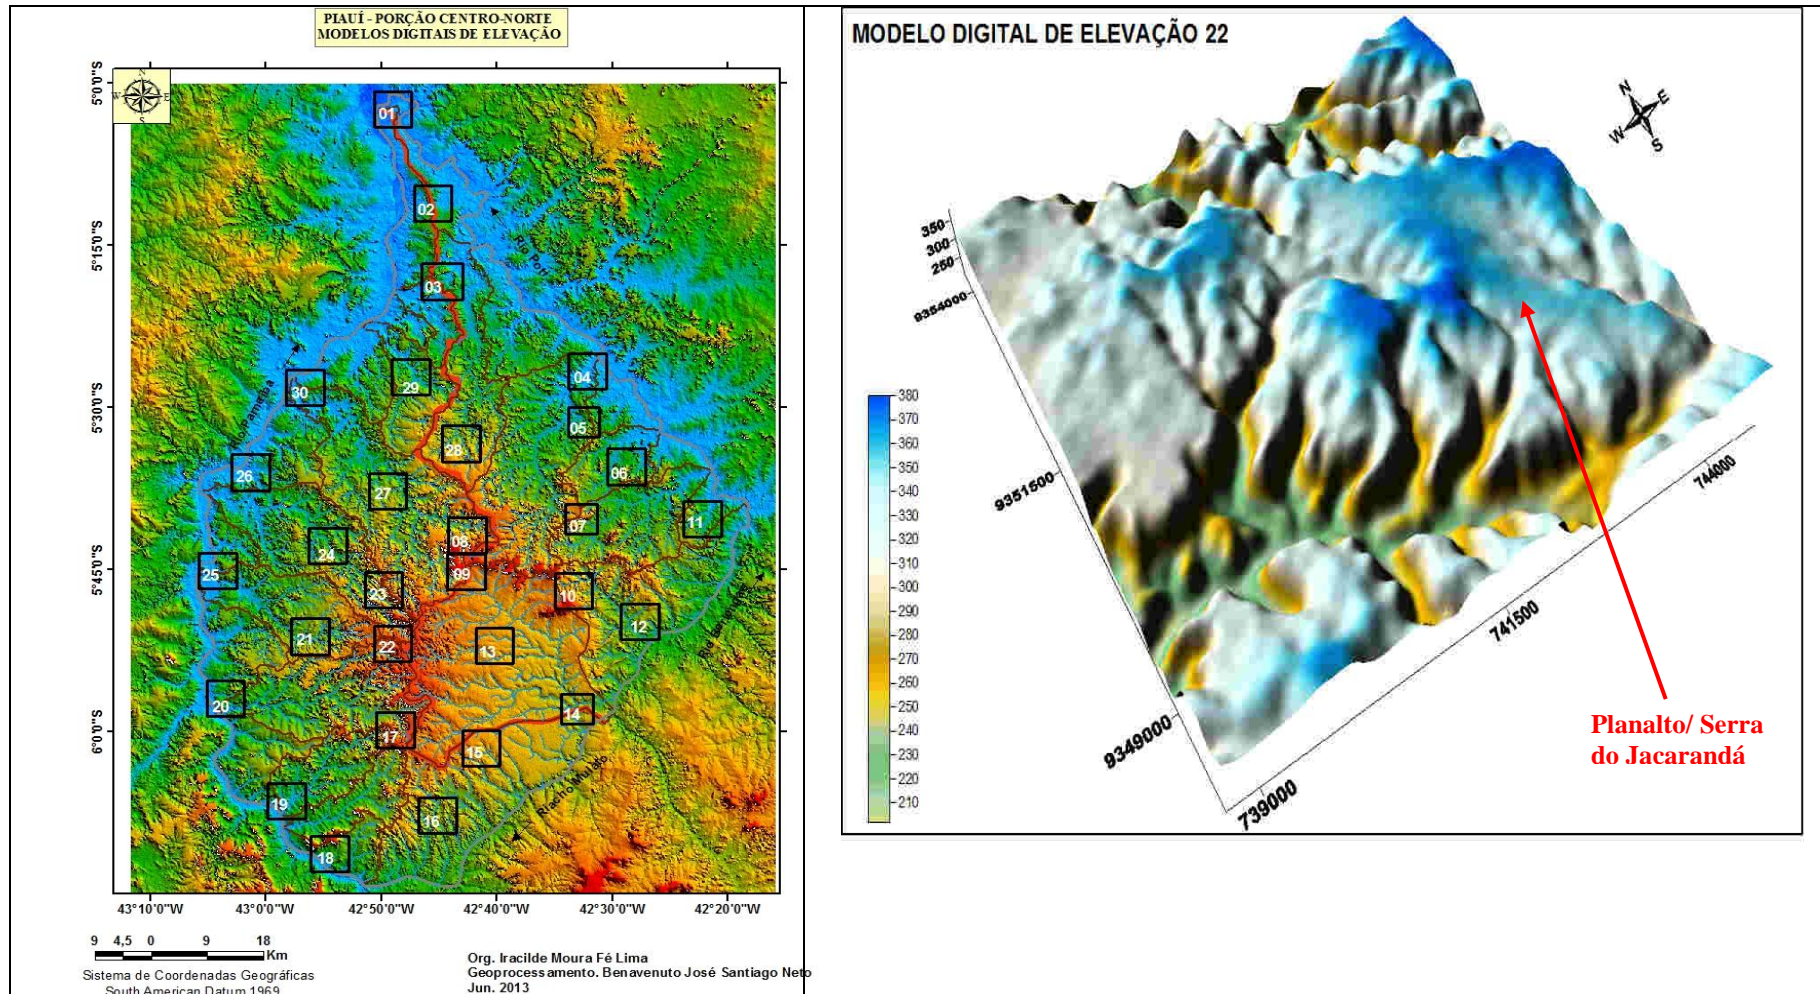 PIAUÍ - PORÇÃO CENTRO-NORTE
MODELOS DIGITAIS DE ELEVAÇÃO
N
W E
S
5°0'0"S
5°15'0"S
5°30'0"S
5°45'0"S
6°0'0"S
01
02
Rio Poti
03
04
29
30
Parnaíba
05
28
06
26
27
11
07
08
24
25
09
23
10
12
21
22
13
20
14
17
15
Riacho Mulato
19
16
18
43°10'0"W
43°0'0"W
42°50'0"W
42°40'0"W
42°30'0"W
42°20'0"W
9 4,5 0 9 18
Km
Sistema de Coordenadas Geográficas
South American Datum 1969
Org. Iracilde Moura Fé Lima
Geoprocessamento. Benavenuto José Santiago Neto
Jun. 2013
MODELO DIGITAL DE ELEVAÇÃO 22
N
E
W
S
350
300
250
9354000
9351500
9349000
739000
741500
744000
380
370
360
350
340
330
320
310
300
290
280
270
260
250
240
230
220
210
Planalto/ Serra
do Jacarandá